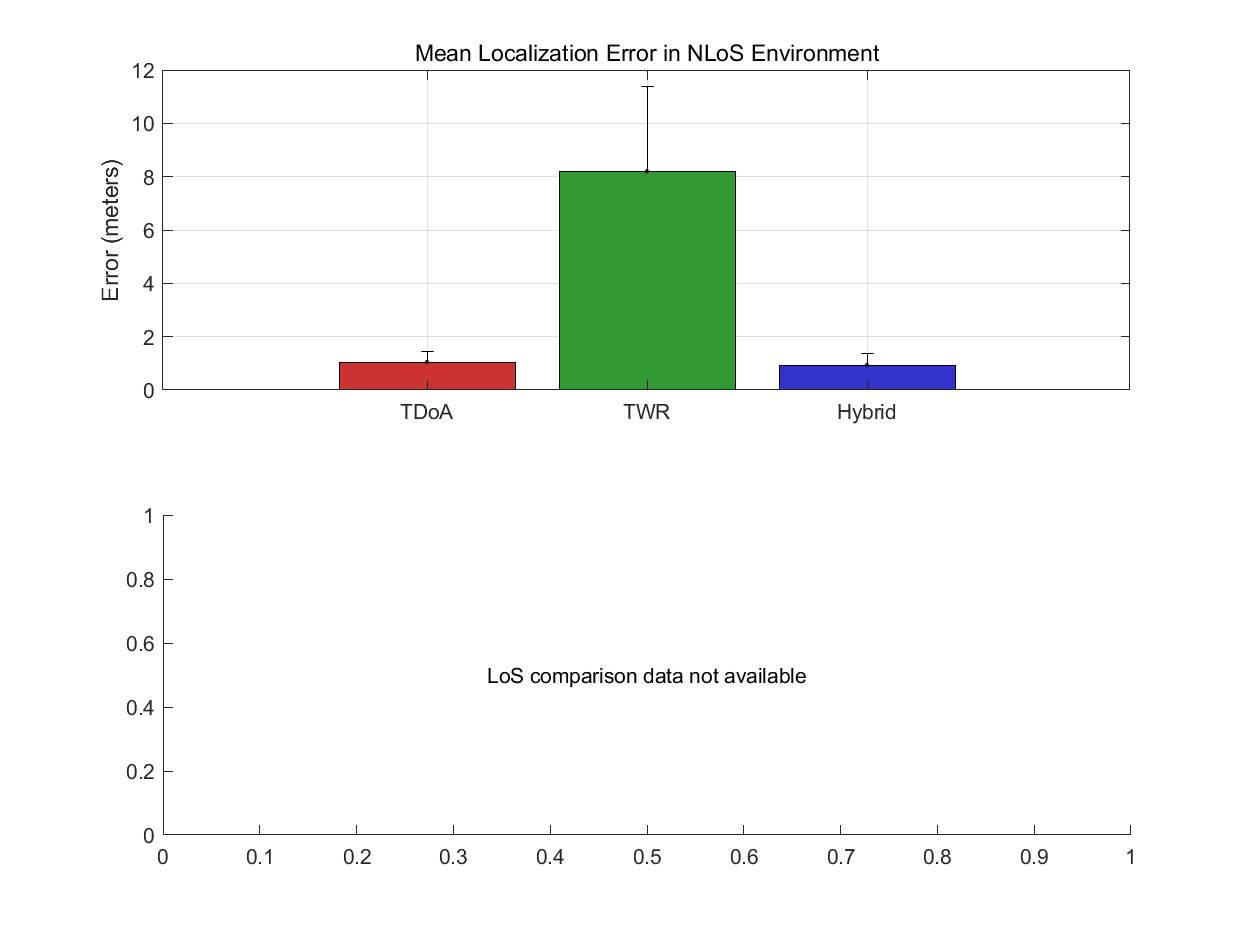 Mean Localization Error in NLoS Environment
12
10
8
6
4
2
0
Error (meters)
TDoA TWR Hybrid
1
0.8
0.6
0.4
0.2
0
LoS comparison data not available
0 0.1 0.2 0.3 0.4 0.5 0.6 0.7 0.8 0.9 1